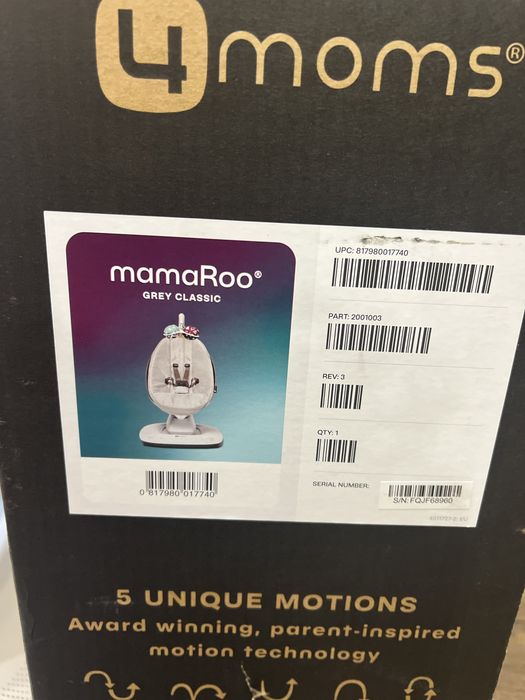 4moms®
mamaRoo®
GREY CLASSIC
0 817980 017740
UPC: 817980017740
PART: 2001003
REV: 3
QTY: 1
SERIAL NUMBER:
S/N: FQJF68960
5 UNIQUE MOTIONS
Award winning, parent-inspired
motion technology